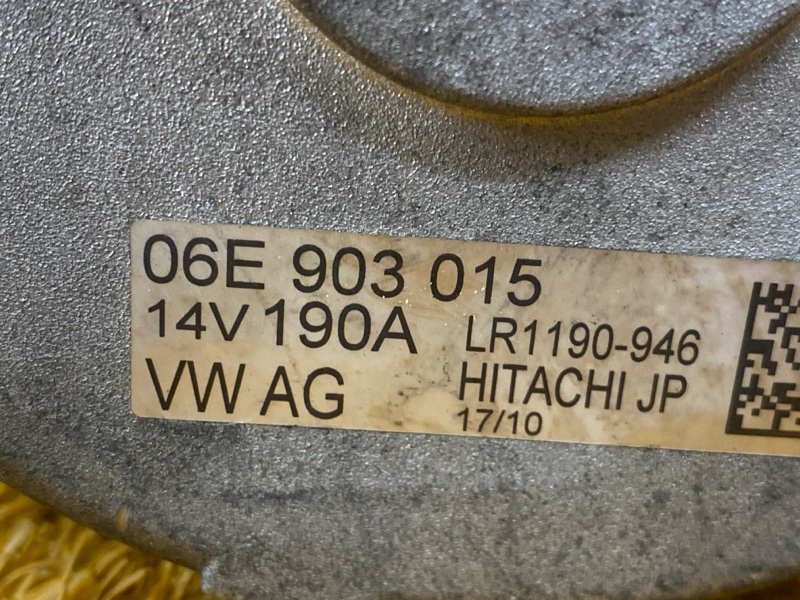 06E 903 015
14V 190A LR1190-946
VW AG HITACHI JP
17/10